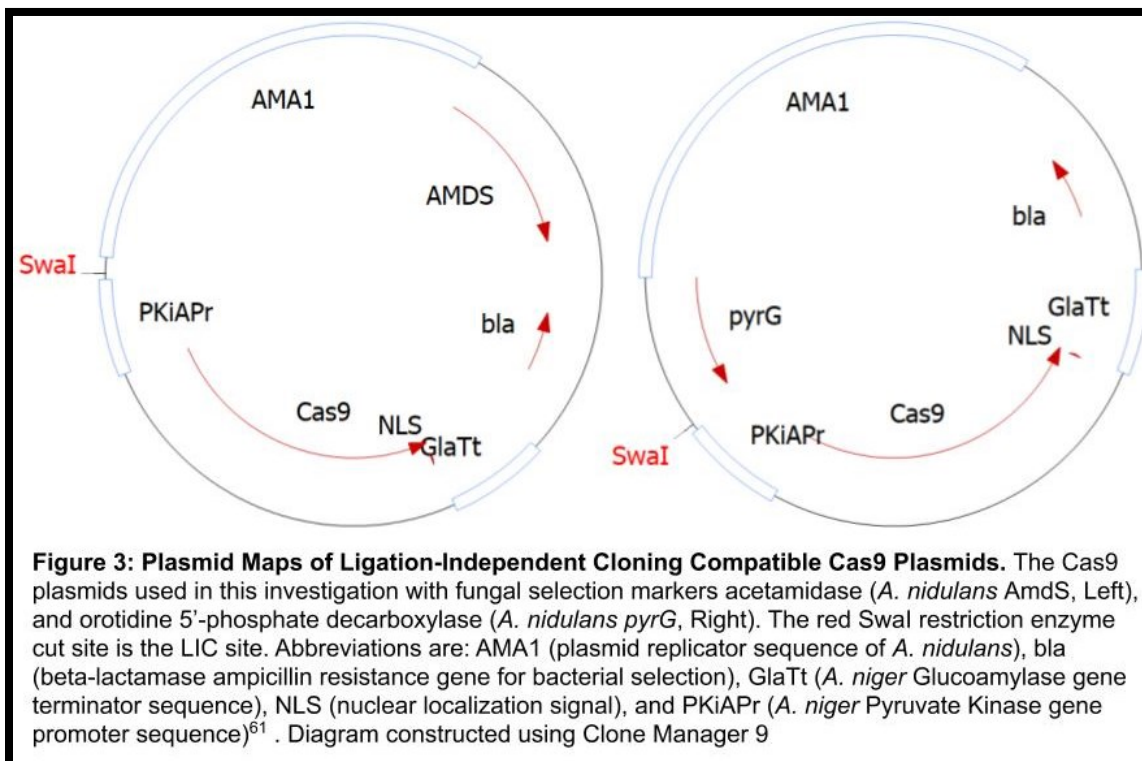 AMA1
AMDS
SwaI
PKiAPr
bla
Cas9
NLS
GlaTt
AMA1
bla
GlaTt
NLS
pyrG
Cas9
PKiAPr
SwaI
Figure 3: Plasmid Maps of Ligation-Independent Cloning Compatible Cas9 Plasmids. The Cas9
plasmids used in this investigation with fungal selection markers acetamidase (A. nidulans AmdS, Left),
and orotidine 5'-phosphate decarboxylase (A. nidulans pyrG, Right). The red SwaI restriction enzyme
cut site is the LIC site. Abbreviations are: AMA1 (plasmid replicator sequence of A. nidulans), bla
(beta-lactamase ampicillin resistance gene for bacterial selection), GlaTt (A. niger Glucoamylase gene
terminator sequence), NLS (nuclear localization signal), and PKiAPr (A. niger Pyruvate Kinase gene
promoter sequence)61 . Diagram constructed using Clone Manager 9